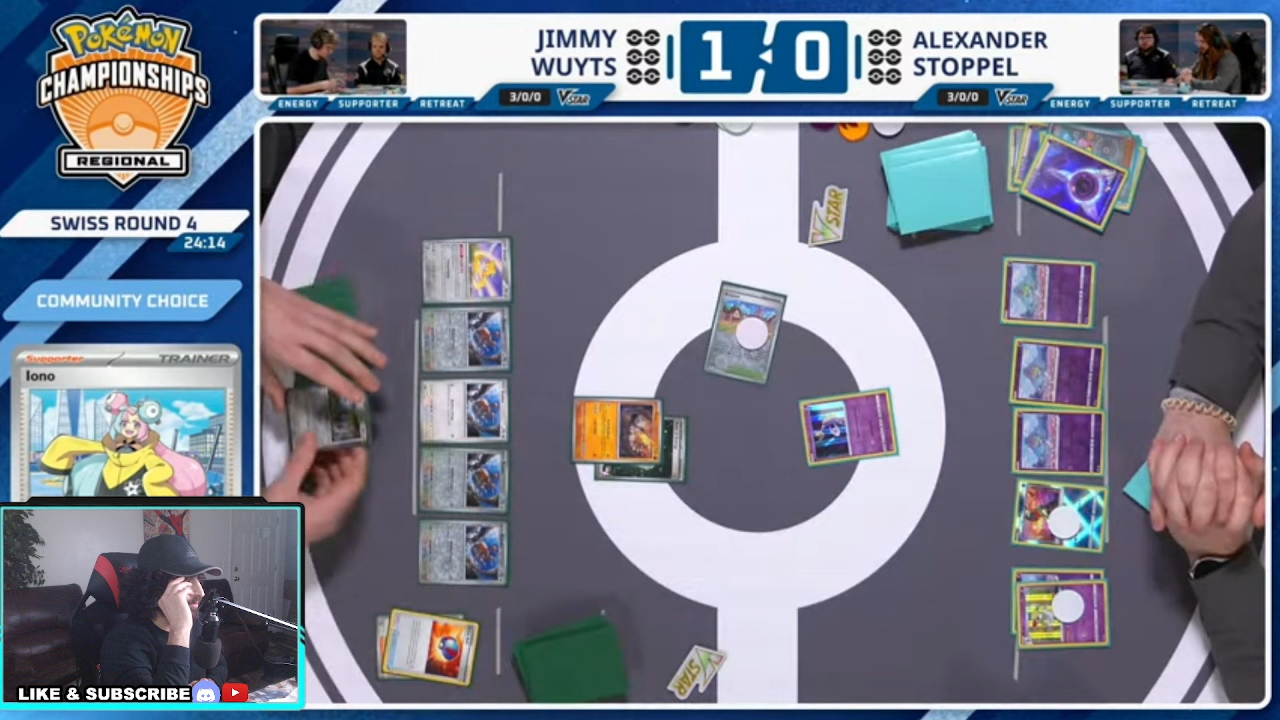 Pokémon
CHAMPIONSHIPS
REGIONAL
JIMMY
WUYTS
1
0
ALEXANDER
STOPPEL
ENERGY
SUPPORTER
RETREAT
3/0/0
VSTAR
3/0/0
VSTAR
ENERGY
SUPPORTER
RETREAT
SWISS ROUND 4
24:14
COMMUNITY CHOICE
Supporter
TRAINER
Iono
VSTAR
VSTAR
LIKE & SUBSCRIBE